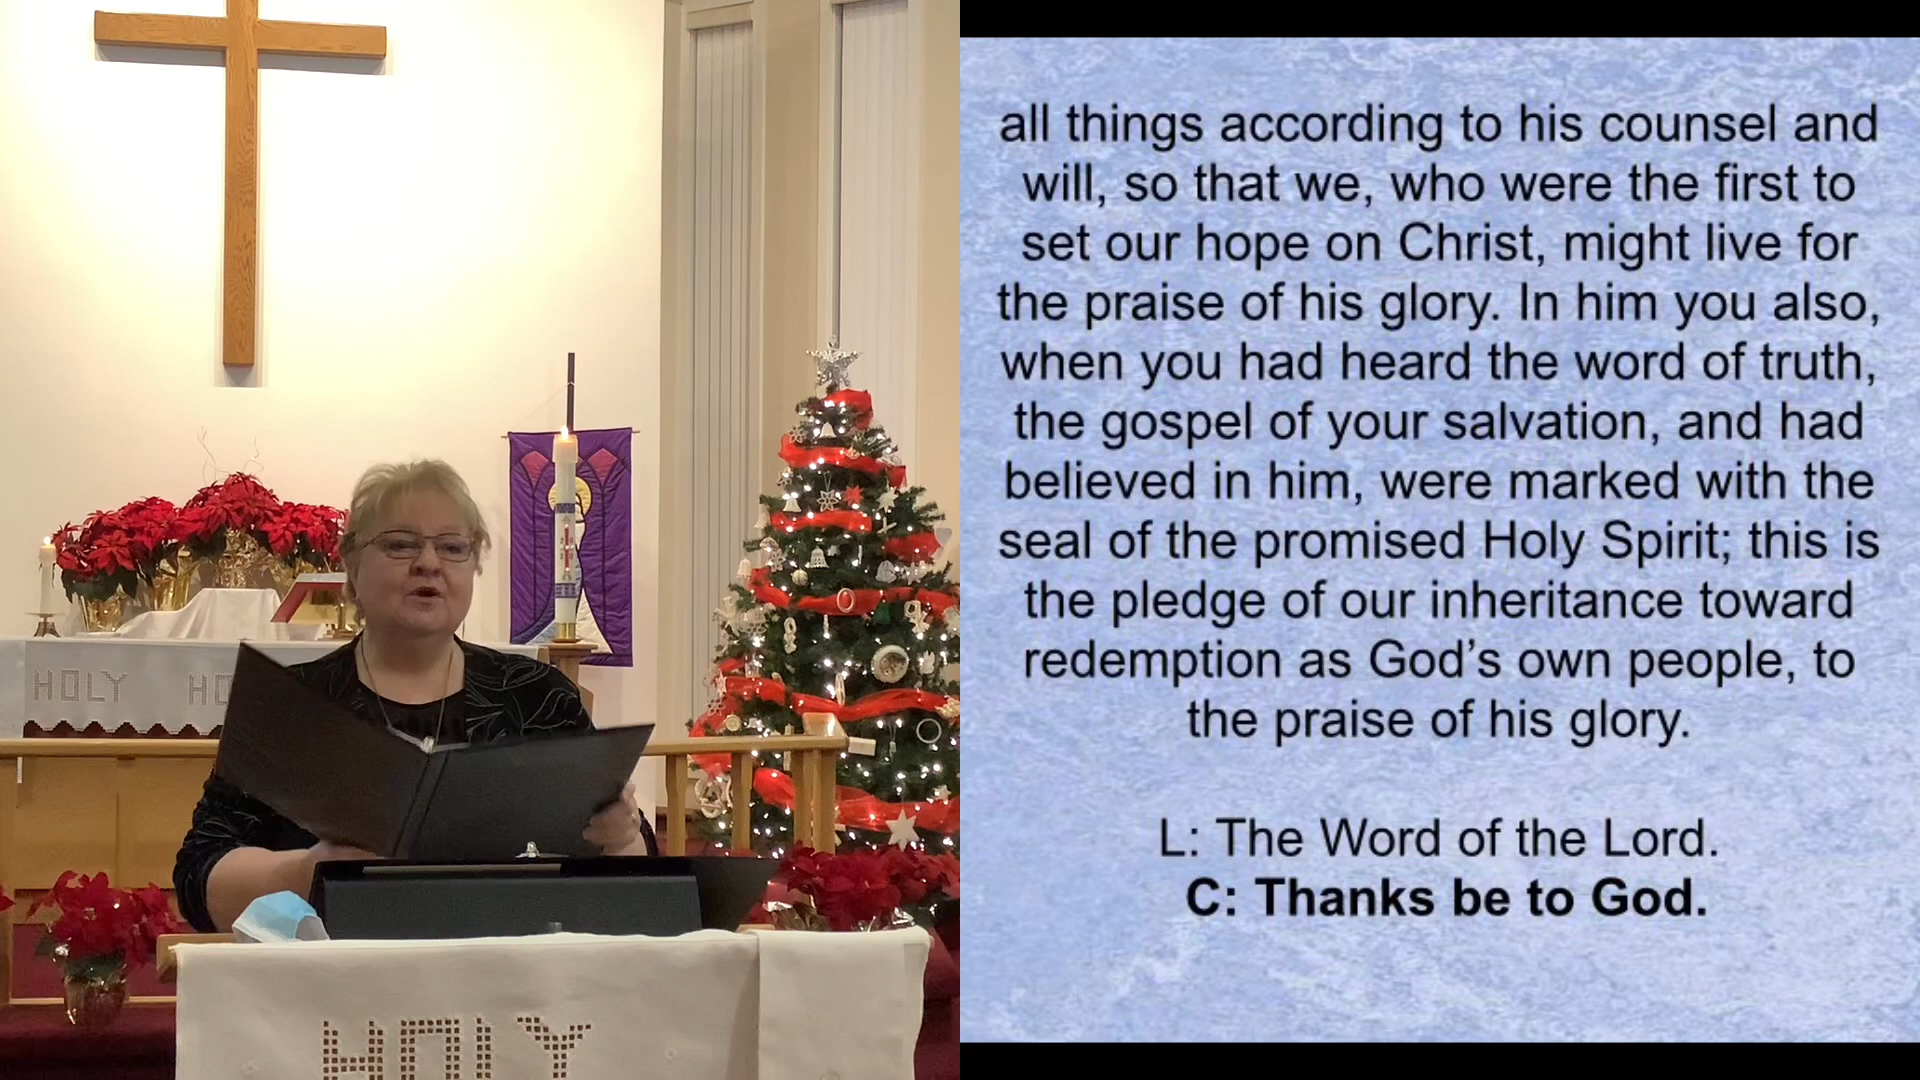 HOLY
HO
HOLY
all things according to his counsel and
will, so that we, who were the first to
set our hope on Christ, might live for
the praise of his glory. In him you also,
when you had heard the word of truth,
the gospel of your salvation, and had
believed in him, were marked with the
seal of the promised Holy Spirit; this is
the pledge of our inheritance toward
redemption as God’s own people, to
the praise of his glory.
L: The Word of the Lord.
C: Thanks be to God.